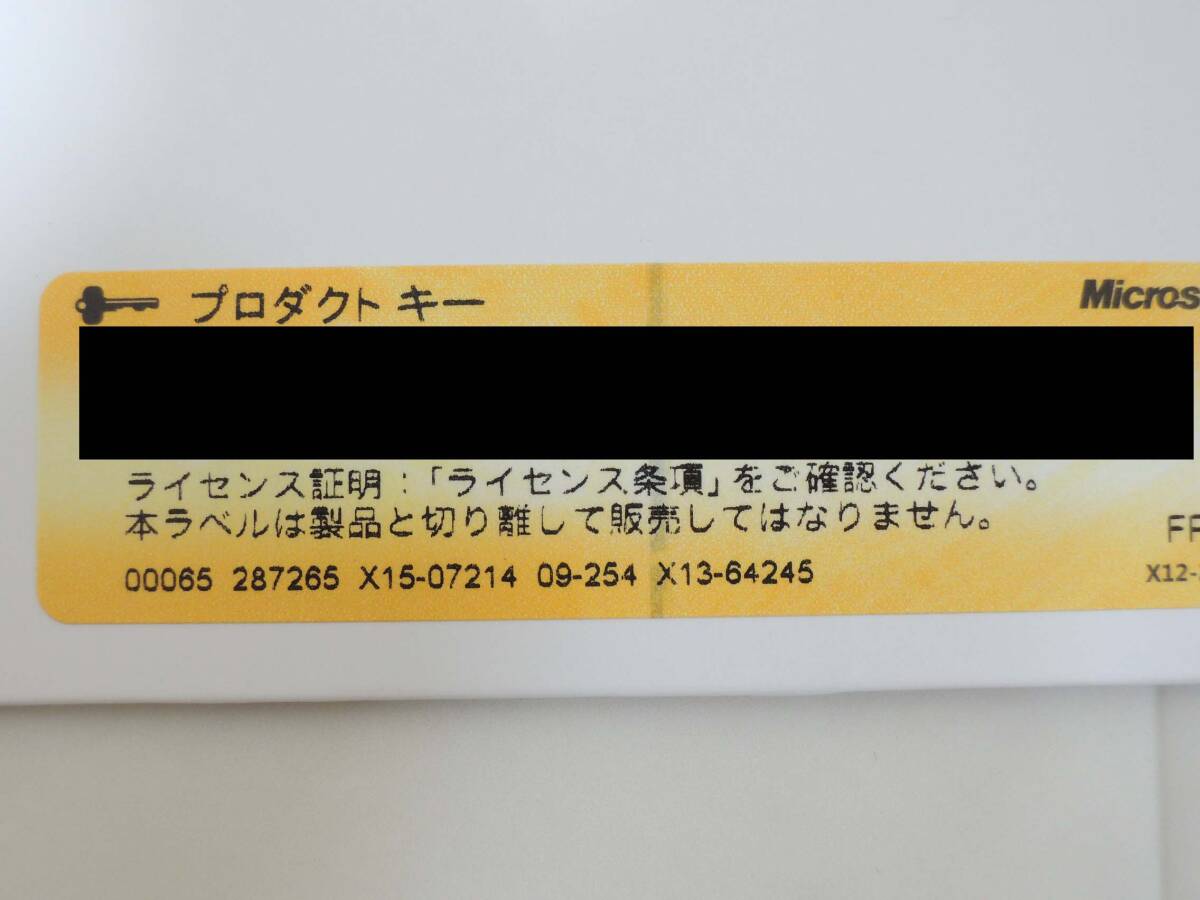 プロダクト キー
Micros
ライセンス証明：「ライセンス条項」をご確認ください。
本ラベルは製品と切り離して販売してはなりません。
00065 287265 X15-07214 09-254 X13-64245
X12-